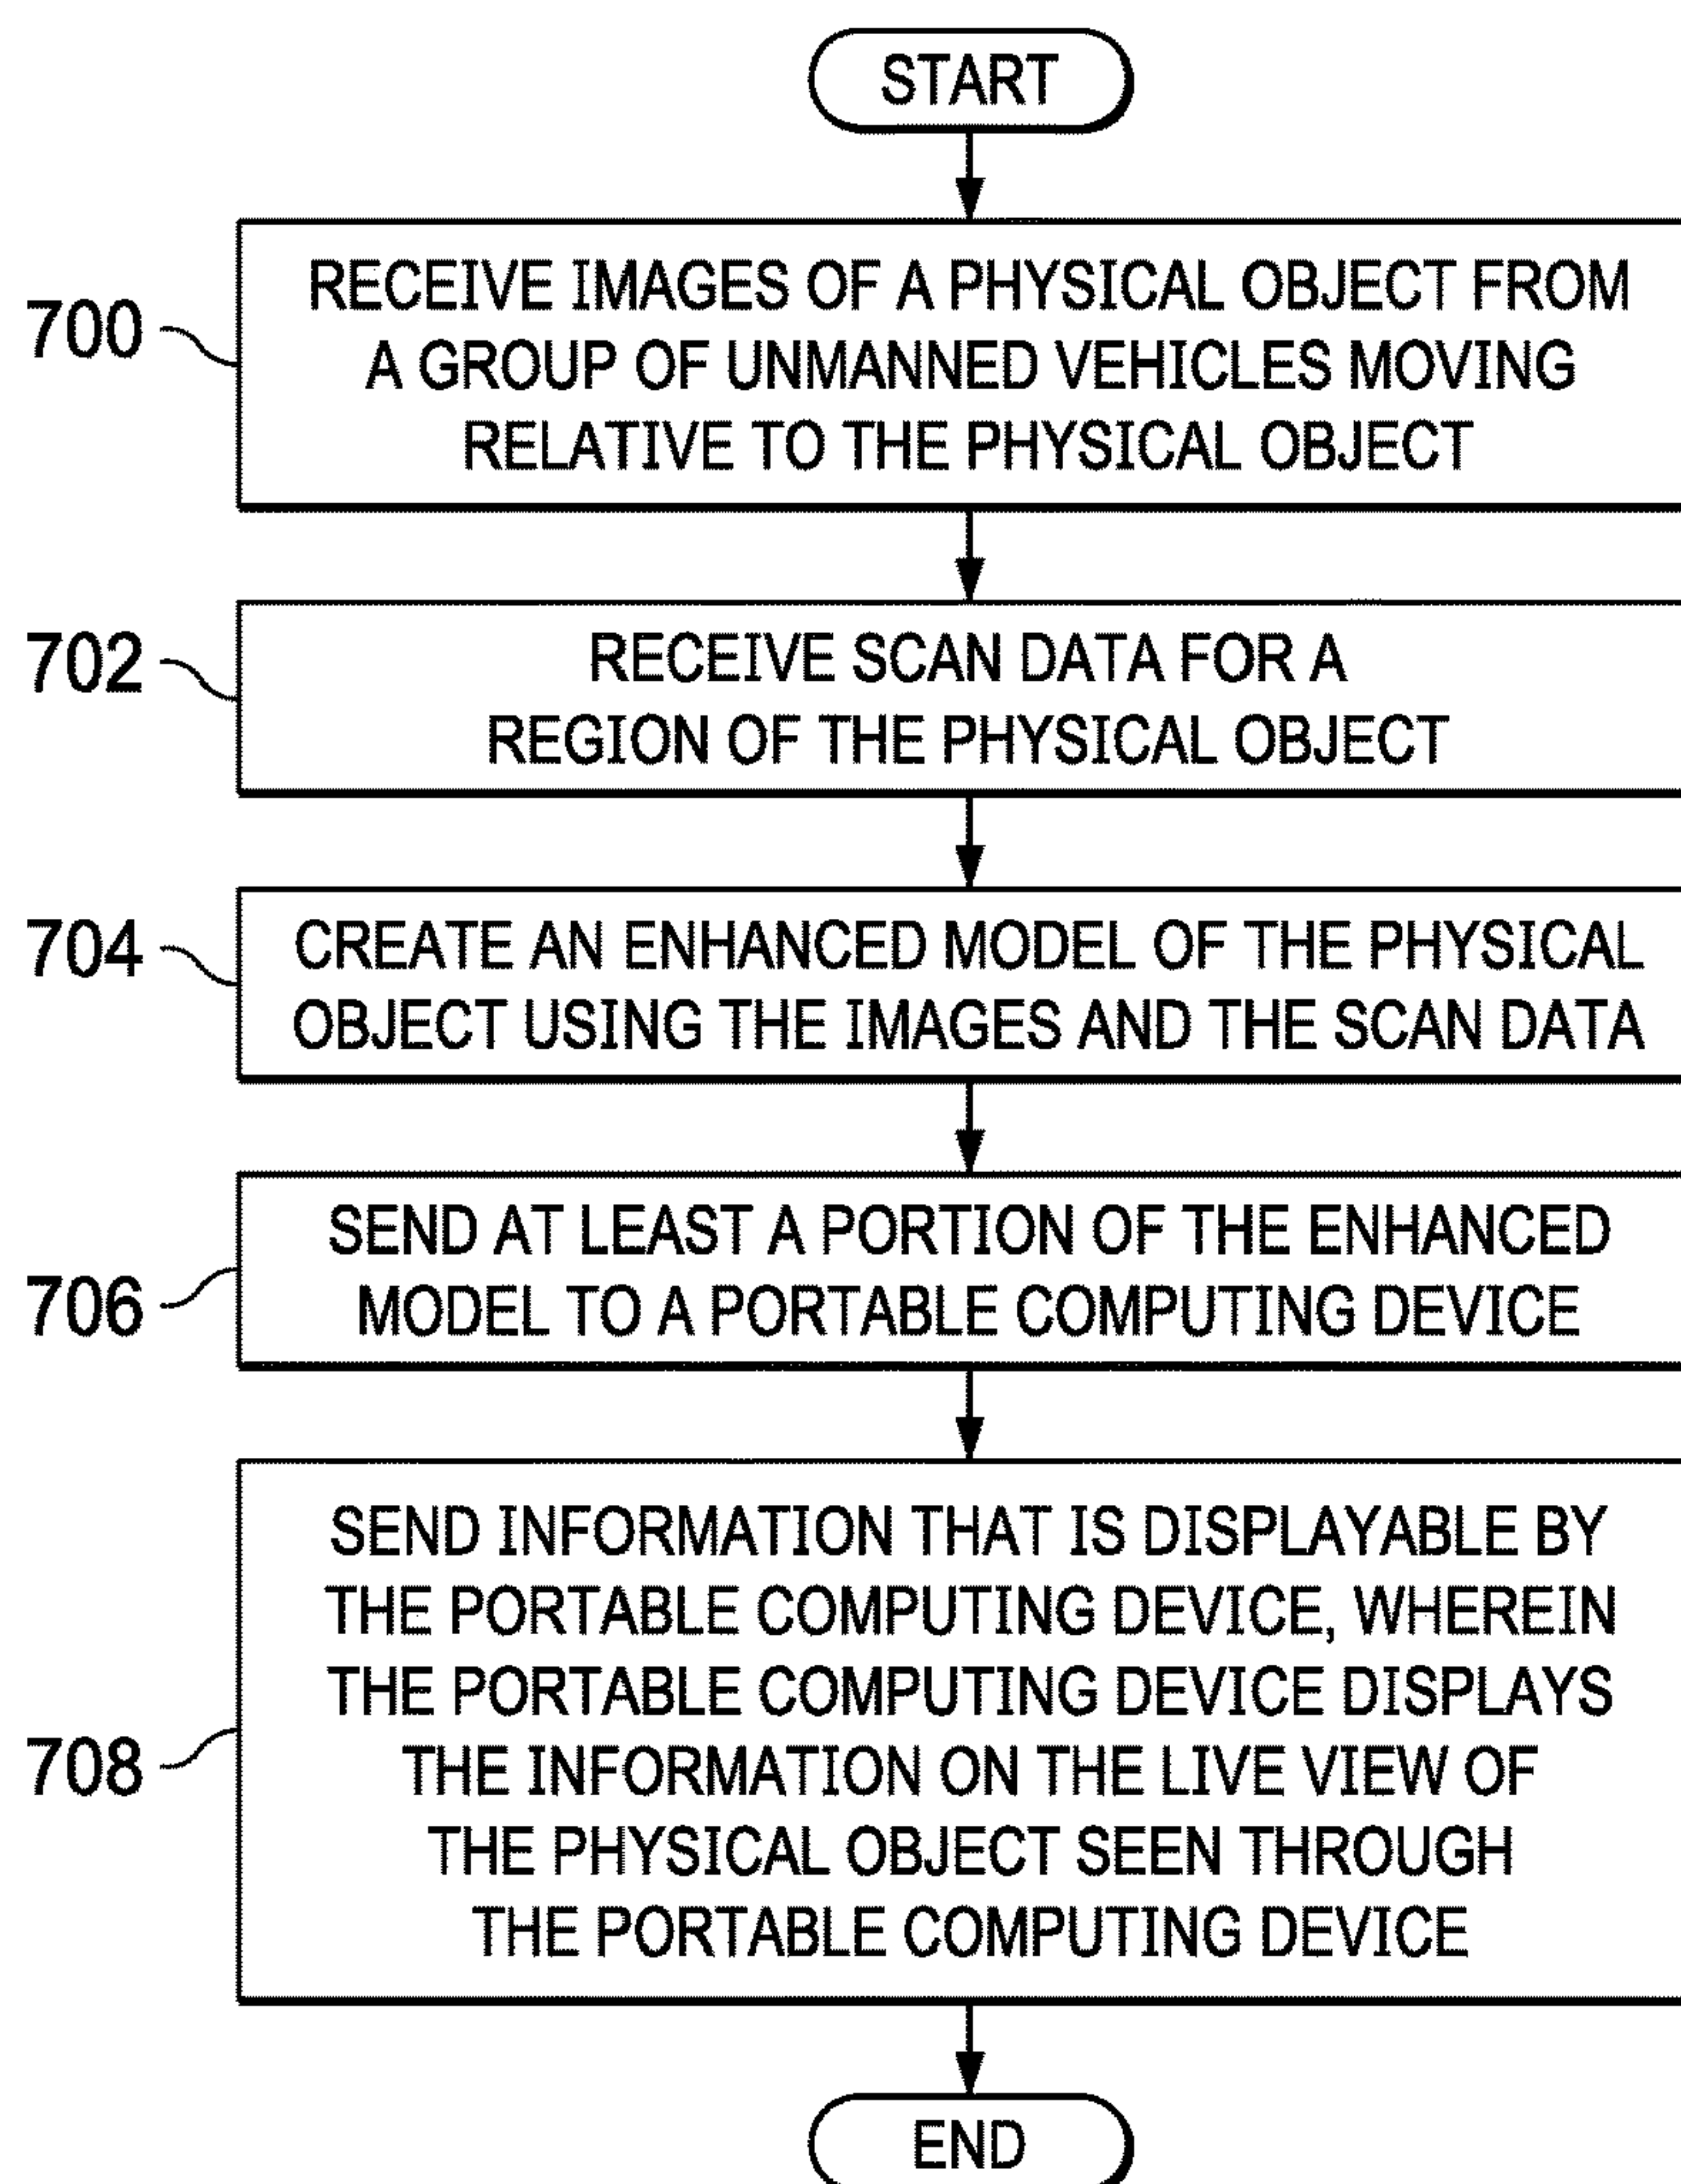 START
700
RECEIVE IMAGES OF A PHYSICAL OBJECT FROM
A GROUP OF UNMANNED VEHICLES MOVING
RELATIVE TO THE PHYSICAL OBJECT
702
RECEIVE SCAN DATA FOR A
REGION OF THE PHYSICAL OBJECT
704
CREATE AN ENHANCED MODEL OF THE PHYSICAL
OBJECT USING THE IMAGES AND THE SCAN DATA
706
SEND AT LEAST A PORTION OF THE ENHANCED
MODEL TO A PORTABLE COMPUTING DEVICE
708
SEND INFORMATION THAT IS DISPLAYABLE BY
THE PORTABLE COMPUTING DEVICE, WHEREIN
THE PORTABLE COMPUTING DEVICE DISPLAYS
THE INFORMATION ON THE LIVE VIEW OF
THE PHYSICAL OBJECT SEEN THROUGH
THE PORTABLE COMPUTING DEVICE
END